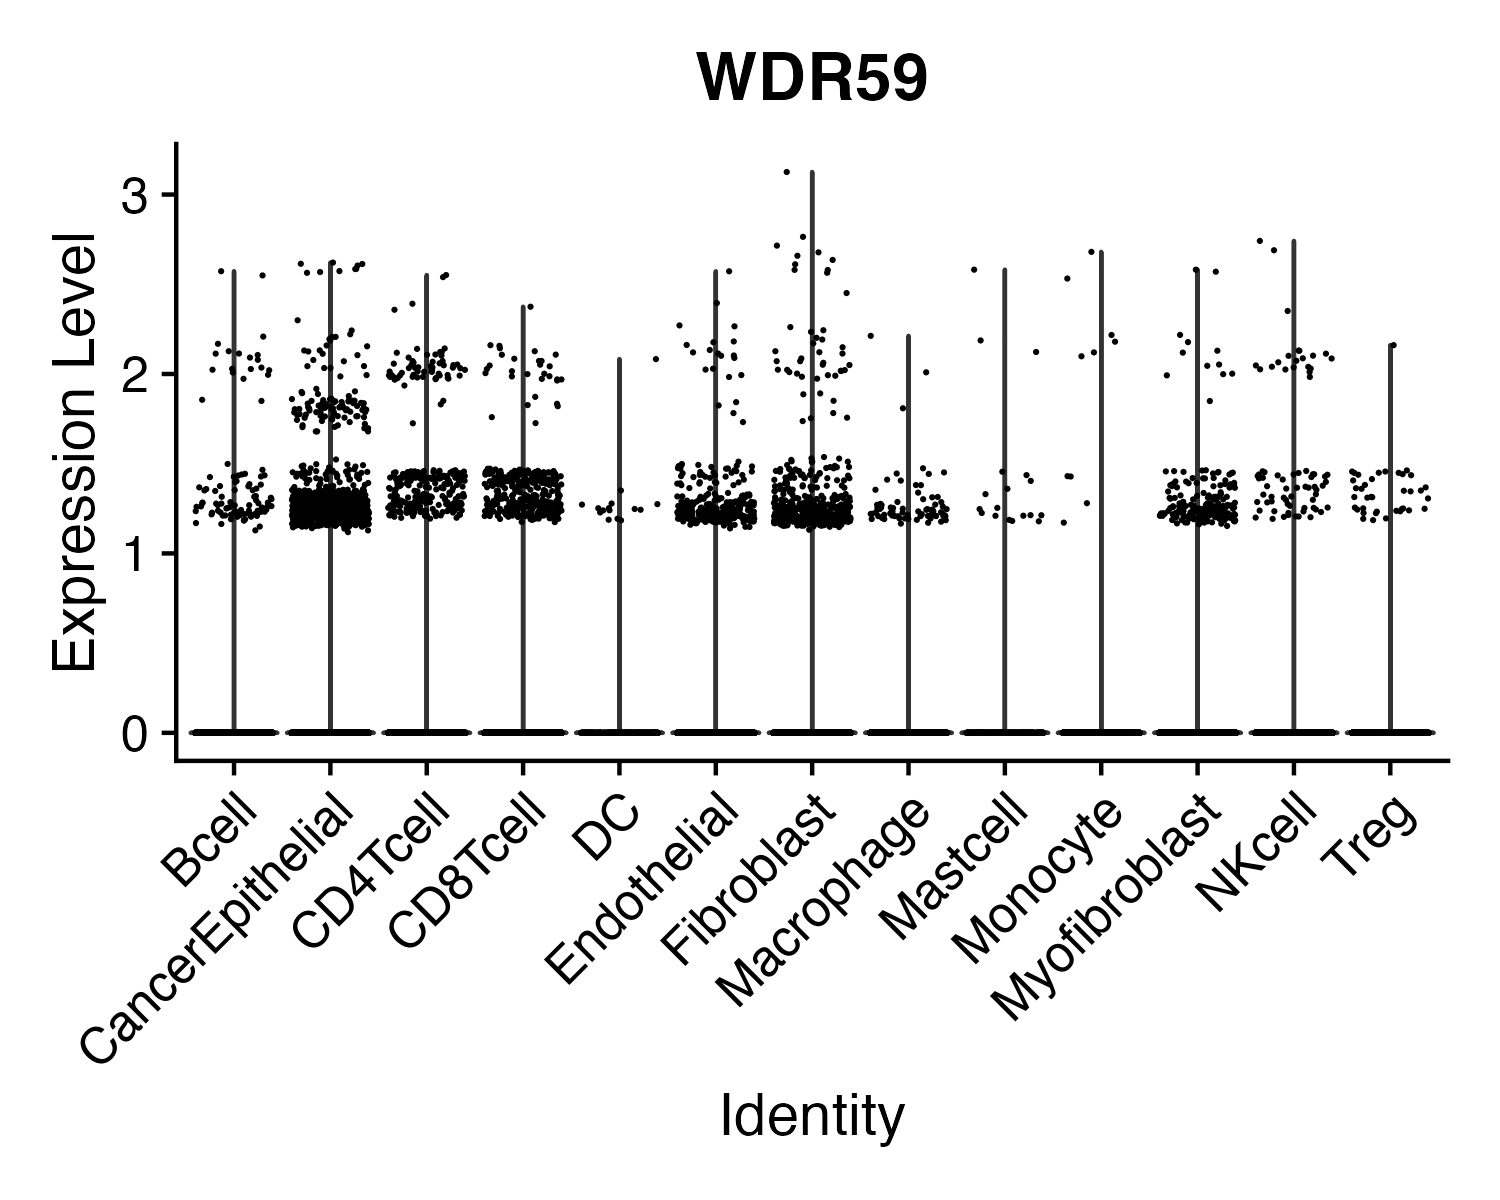 WDR59
Expression Level
3
2
1
0
Bcell
CancerEpithelial
CD4Tcell
CD8Tcell
DC
Endothelial
Fibroblast
Macrophage
Mastcell
Monocyte
Myofibroblast
NKcell
Treg
Identity